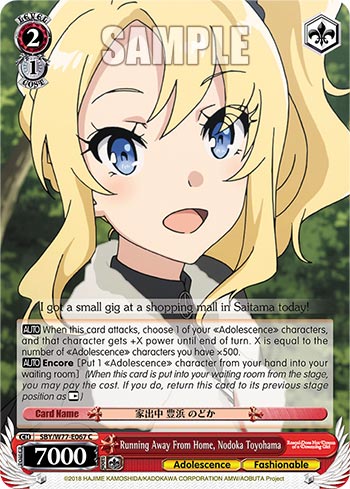 LEVEL
2
SAMPLE
1
COST
I got a small gig at a shopping mall in Saitama today!
AUTO When this card attacks, choose 1 of your «Adolescence» characters,
and that character gets +X power until end of turn. X is equal to the
number of «Adolescence» characters you have ×500.
AUTO Encore [Put 1 «Adolescence» character from your hand into your
waiting room] (When this card is put into your waiting room from the stage,
you may pay the cost. If you do, return this card to its previous stage
position as
Card Name 家出中 豊浜 のどか
CH SBY/W77-E067 C
Running Away From Home, Nodoka Toyohama
7000
Adolescence Fashionable
©2018 HAJIME KAMOSHIDA/KADOKAWA CORPORATION AMW/AOBUTA Project